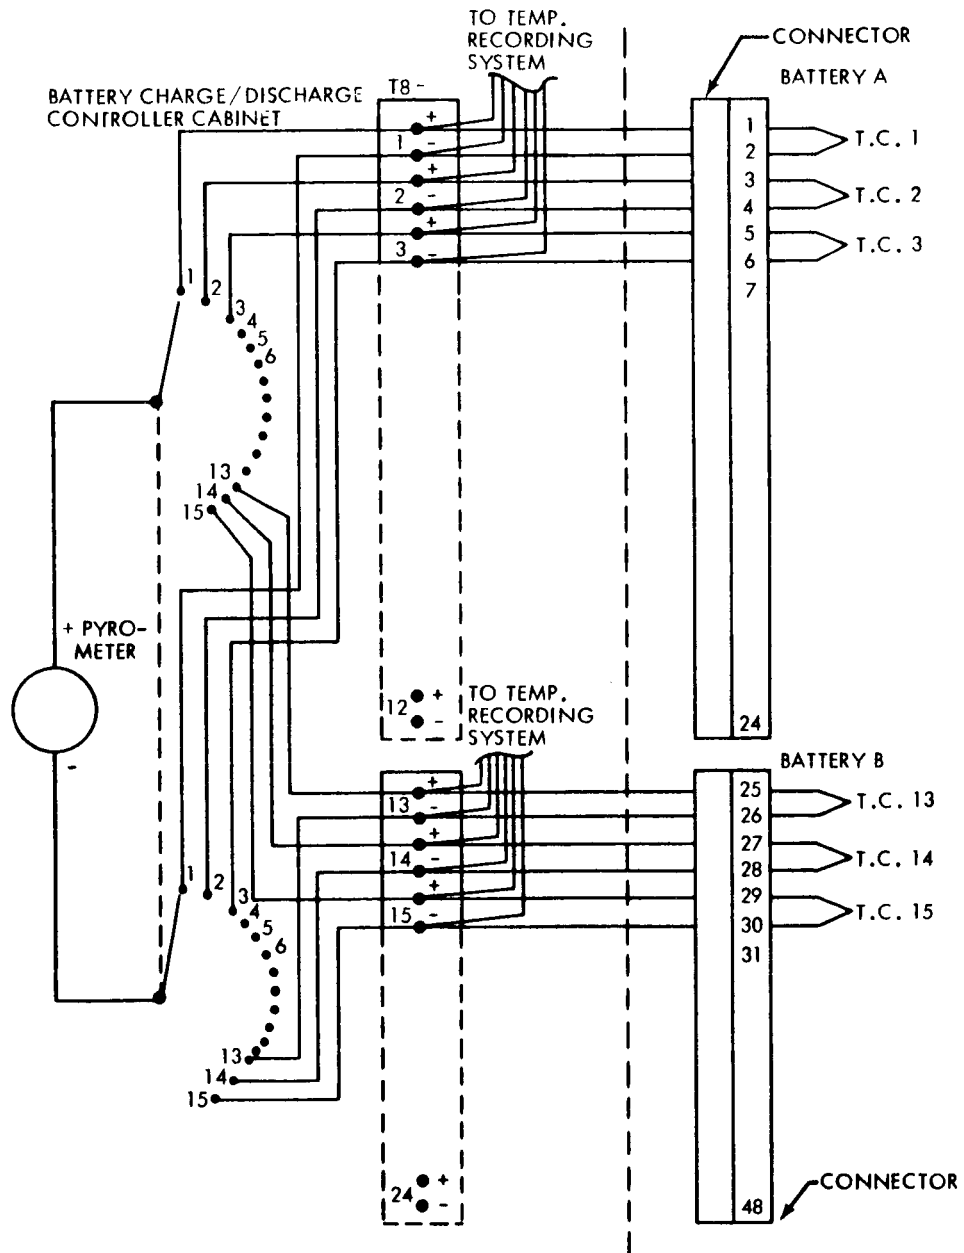 TO TEMP.
RECORDING
SYSTEM
CONNECTOR
BATTERY A
BATTERY CHARGE/DISCHARGE
CONTROLLER CABINET
T8 -
+
1
-
+
2
-
+
3
-
1
2
3
4
5
6
7
T.C. 1
T.C. 2
T.C. 3
1
2
3
4
5
6
13
14
15
+ PYRO-
METER
-
12
+
-
24
TO TEMP.
RECORDING
SYSTEM
BATTERY B
+
13
-
+
14
-
+
15
-
25
26
27
28
29
30
31
T.C. 13
T.C. 14
T.C. 15
1
2
3
4
5
6
13
14
15
24
+
-
48
CONNECTOR